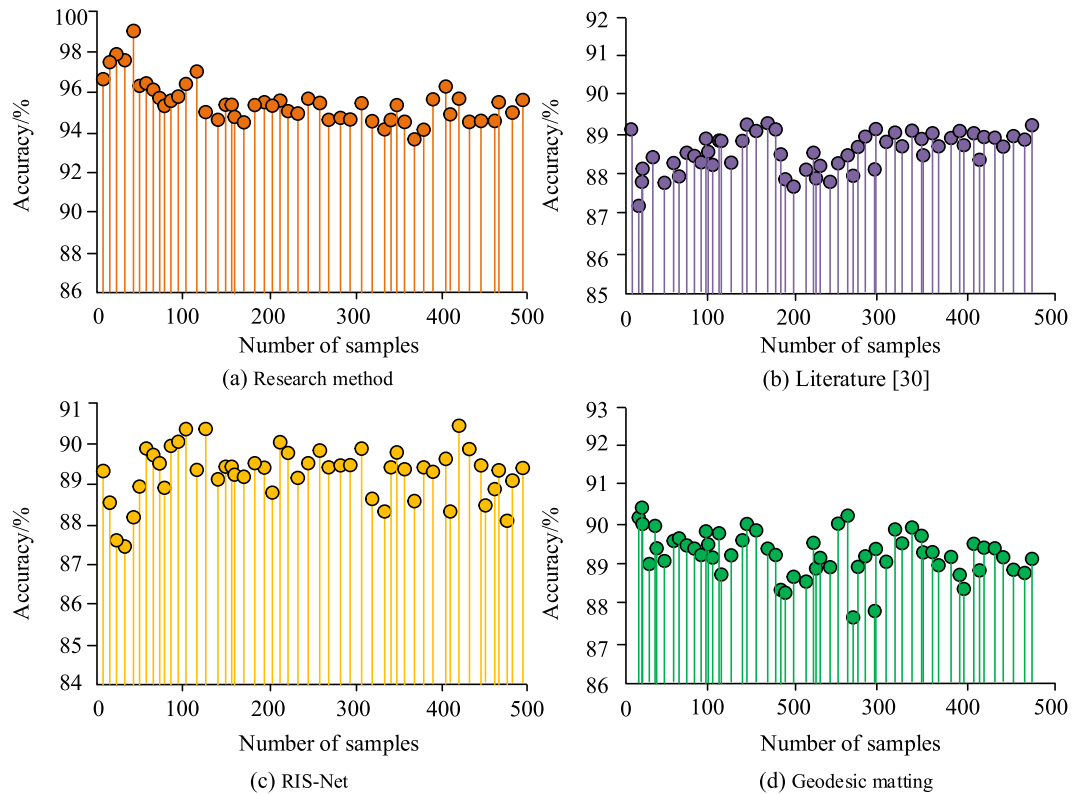 Accuracy/%
100
98
96
94
92
90
88
86
0 100 200 300 400 500
Number of samples
(a) Research method
Accuracy/%
92
91
90
89
88
87
86
85
0 100 200 300 400 500
Number of samples
(b) Literature [30]
Accuracy/%
91
90
89
88
87
86
85
84
0 100 200 300 400 500
Number of samples
(c) RIS-Net
Accuracy/%
93
92
91
90
89
88
87
86
0 100 500 300 400 500
Number of samples
(d) Geodesic matting